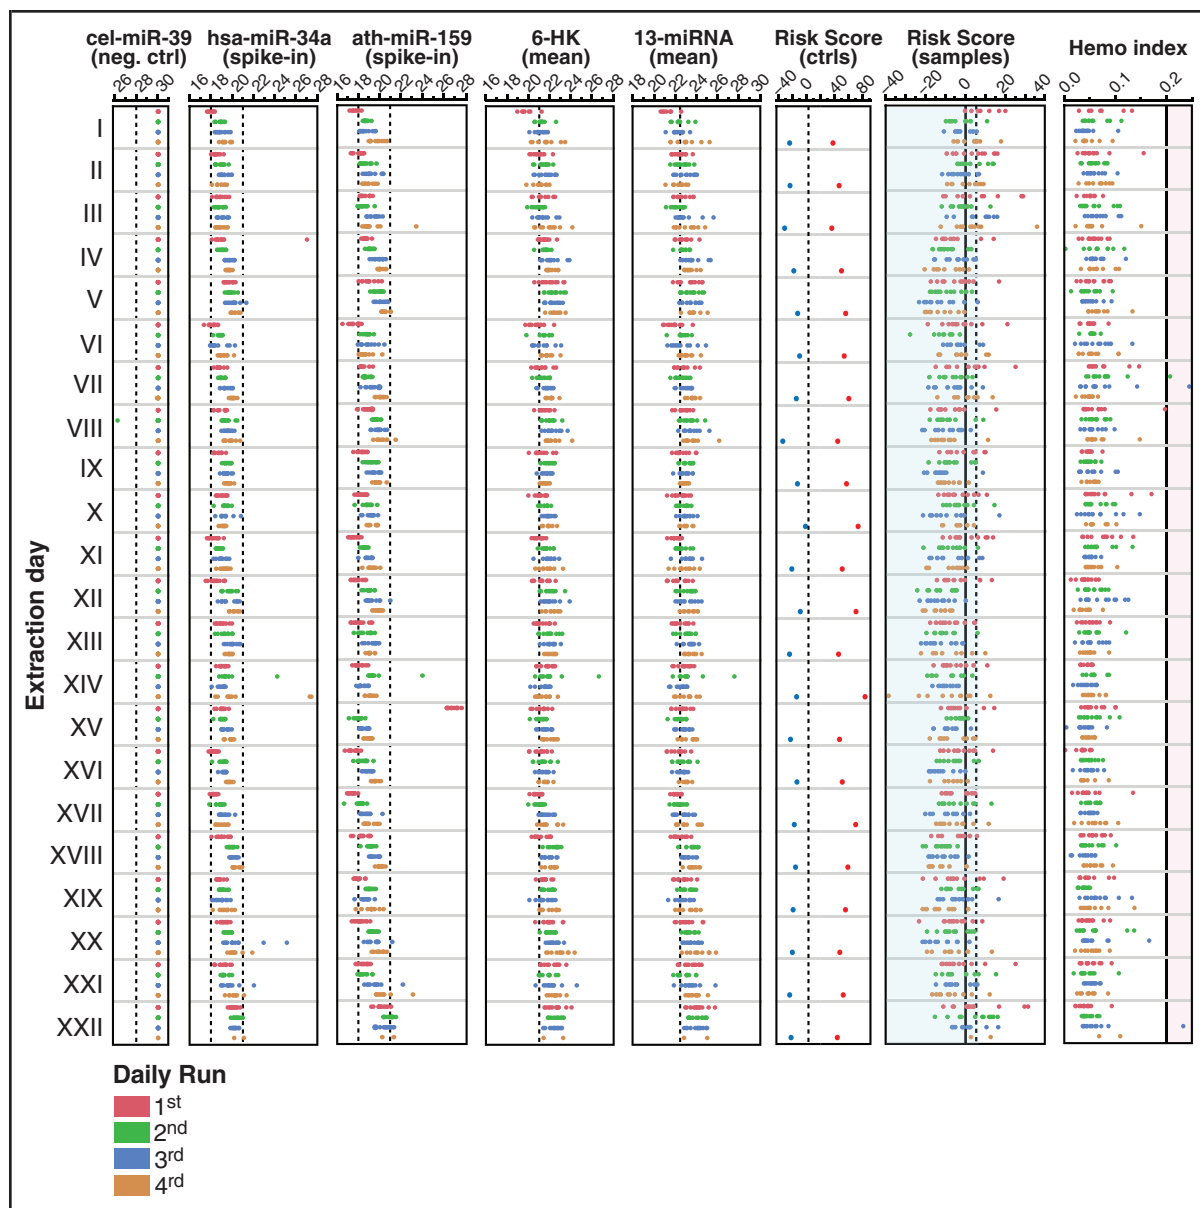 cel-miR-39 hsa-miR-34a ath-miR-159 6-HK 13-miRNA Risk Score Risk Score Hemo index
(neg. ctrl) (spike-in) (spike-in) (mean) (mean) (ctrls) (samples)
26 28 30 16 18 20 22 24 26 28 16 18 20 22 24 26 28 16 18 20 22 24 26 28 18 20 22 24 26 28 30 −40 0 40 80 −40 −20 0 20 40 0.0 0.1 0.2
Extraction day
I
II
III
IV
V
VI
VII
VIII
IX
X
XI
XII
XIII
XIV
XV
XVI
XVII
XVIII
XIX
XX
XXI
XXII
Daily Run
1st
2nd
3rd
4rd